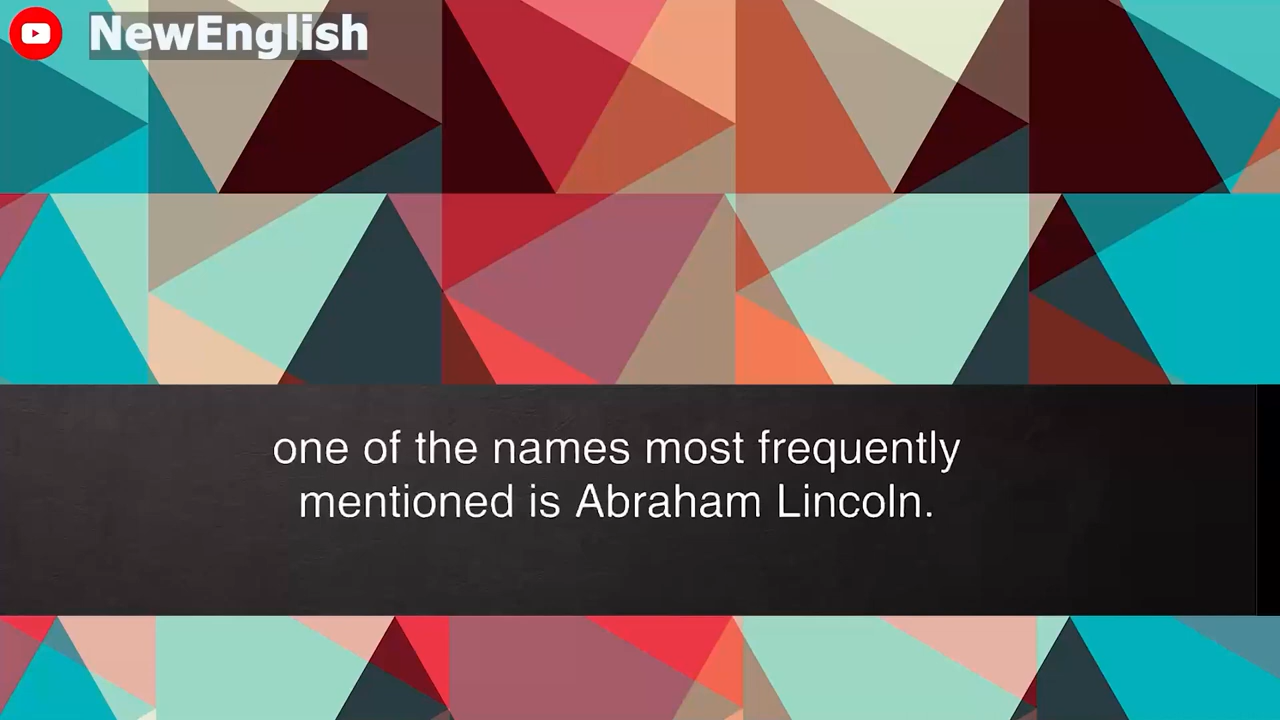 NewEnglish
one of the names most frequently
mentioned is Abraham Lincoln.